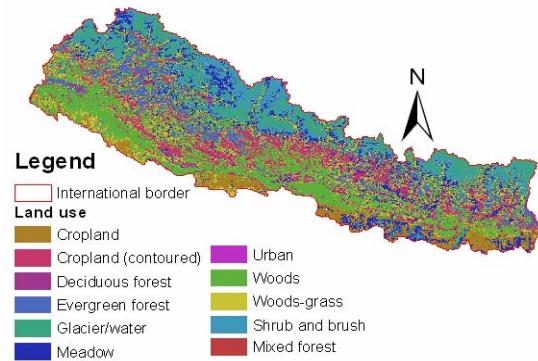 N
Legend
International border
Land use
Cropland
Cropland (contoured)
Deciduous forest
Evergreen forest
Glacier/water
Meadow
Urban
Woods
Woods-grass
Shrub and brush
Mixed forest